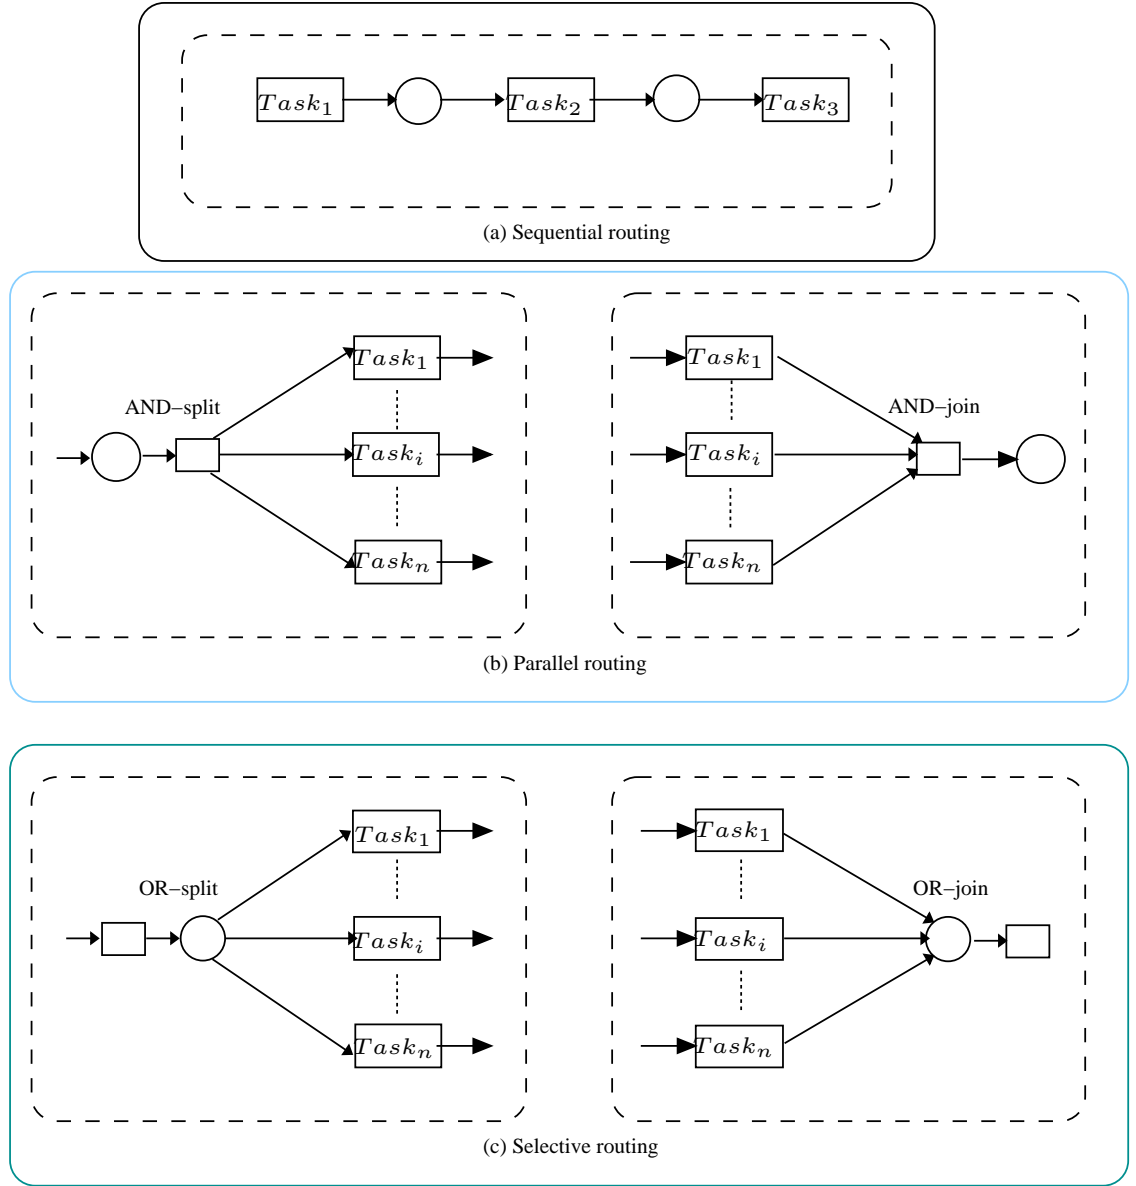 Task₁ Task₂ Task₃
(a) Sequential routing
Task₁ Task₁
AND–split AND–join
Taskᵢ Taskᵢ
Taskₙ Taskₙ
(b) Parallel routing
Task₁ Task₁
OR–split OR–join
Taskᵢ Taskᵢ
Taskₙ Taskₙ
(c) Selective routing